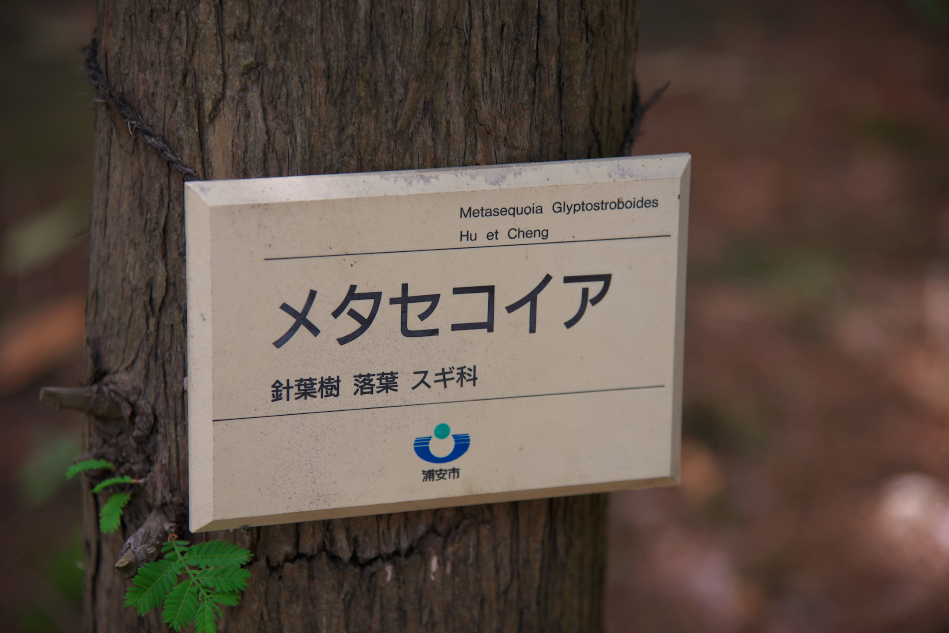 Metasequoia Glyptostroboides
Hu et Cheng
メタセコイア
針葉樹 落葉 スギ科
浦安市